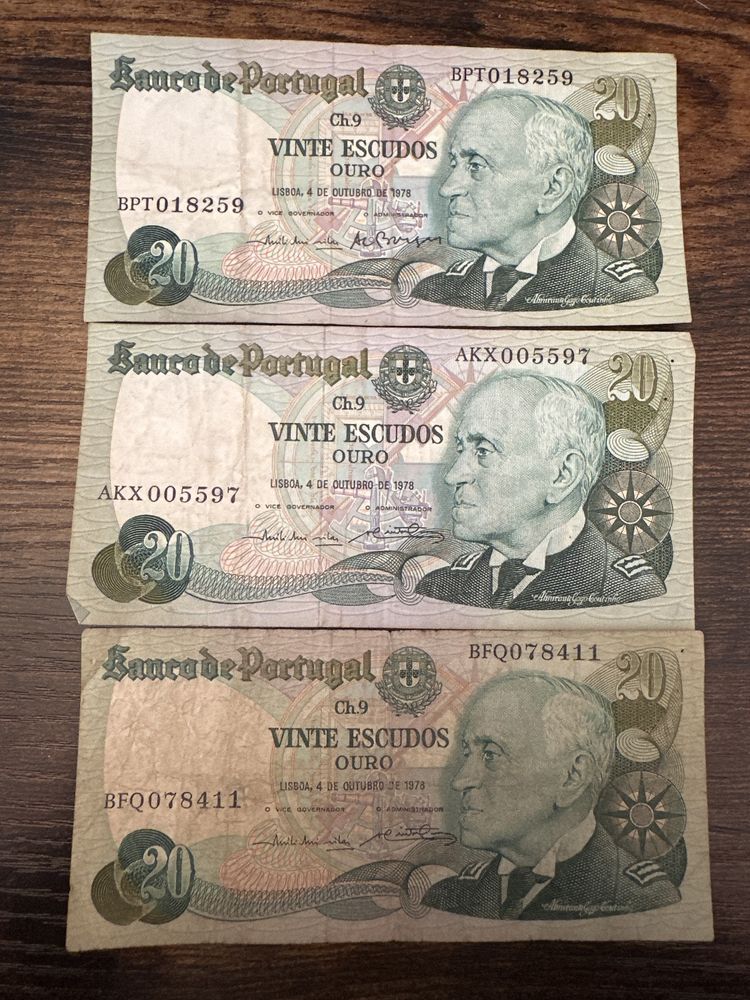 Banco de Portugal
BPT018259
20
Ch.9
VINTE ESCUDOS
OURO
LISBOA, 4 DE OUTUBRO DE 1978
BPT018259
O VICE GOVERNADOR O ADMINISTRADOR
20
Almirante Gago Coutinho
Banco de Portugal
AKX005597
20
Ch.9
VINTE ESCUDOS
OURO
LISBOA, 4 DE OUTUBRO DE 1978
AKX005597
O VICE GOVERNADOR O ADMINISTRADOR
20
Almirante Gago Coutinho
Banco de Portugal
BFQ078411
20
Ch.9
VINTE ESCUDOS
OURO
LISBOA, 4 DE OUTUBRO DE 1978
BFQ078411
O VICE GOVERNADOR O ADMINISTRADOR
20
Almirante Gago Coutinho